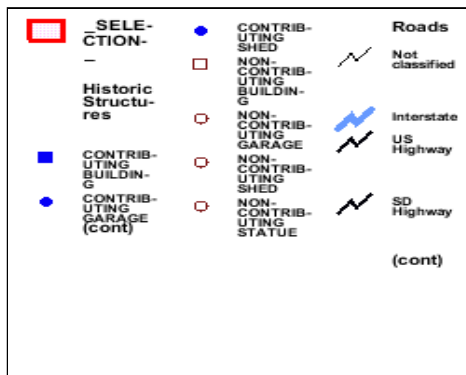 _SELE-
CTION-
_
Historic
Structu-
res
CONTRIB-
UTING
BUILDIN-
G
CONTRIB-
UTING
GARAGE
(cont)
CONTRIB-
UTING
SHED
NON-
CONTRIB-
UTING
BUILDIN-
G
NON-
CONTRIB-
UTING
GARAGE
NON-
CONTRIB-
UTING
SHED
NON-
CONTRIB-
UTING
STATUE
Roads
Not
classified
Interstate
US
Highway
SD
Highway
(cont)